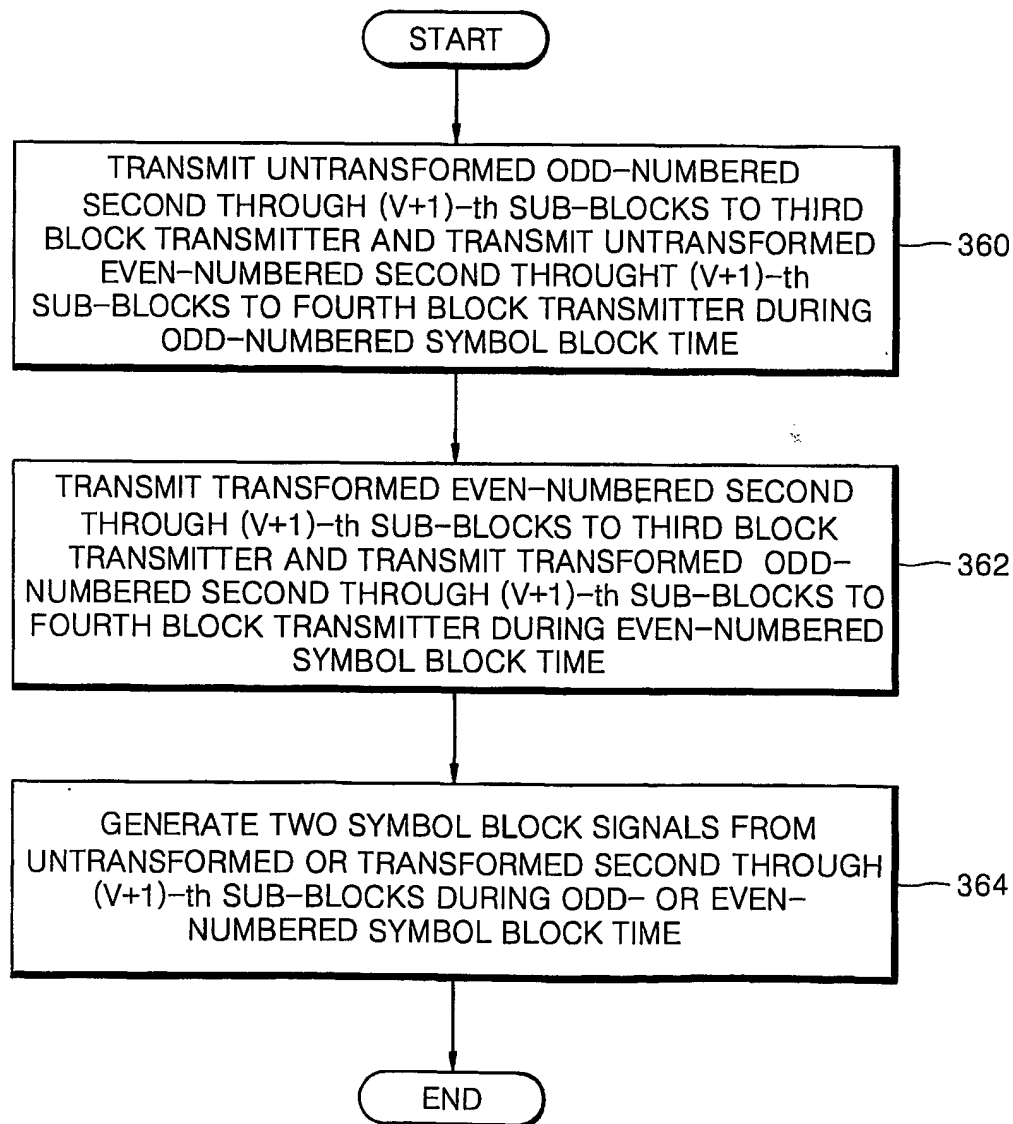 START
TRANSMIT UNTRANSFORMED ODD-NUMBERED
SECOND THROUGH (V+1)-th SUB-BLOCKS TO THIRD
BLOCK TRANSMITTER AND TRANSMIT UNTRANSFORMED
EVEN-NUMBERED SECOND THROUGHT (V+1)-th
SUB-BLOCKS TO FOURTH BLOCK TRANSMITTER DURING
ODD-NUMBERED SYMBOL BLOCK TIME
360
TRANSMIT TRANSFORMED EVEN-NUMBERED SECOND
THROUGH (V+1)-th SUB-BLOCKS TO THIRD BLOCK
TRANSMITTER AND TRANSMIT TRANSFORMED ODD-
NUMBERED SECOND THROUGH (V+1)-th SUB-BLOCKS TO
FOURTH BLOCK TRANSMITTER DURING EVEN-NUMBERED
SYMBOL BLOCK TIME
362
GENERATE TWO SYMBOL BLOCK SIGNALS FROM
UNTRANSFORMED OR TRANSFORMED SECOND THROUGH
(V+1)-th SUB-BLOCKS DURING ODD- OR EVEN-
NUMBERED SYMBOL BLOCK TIME
364
END